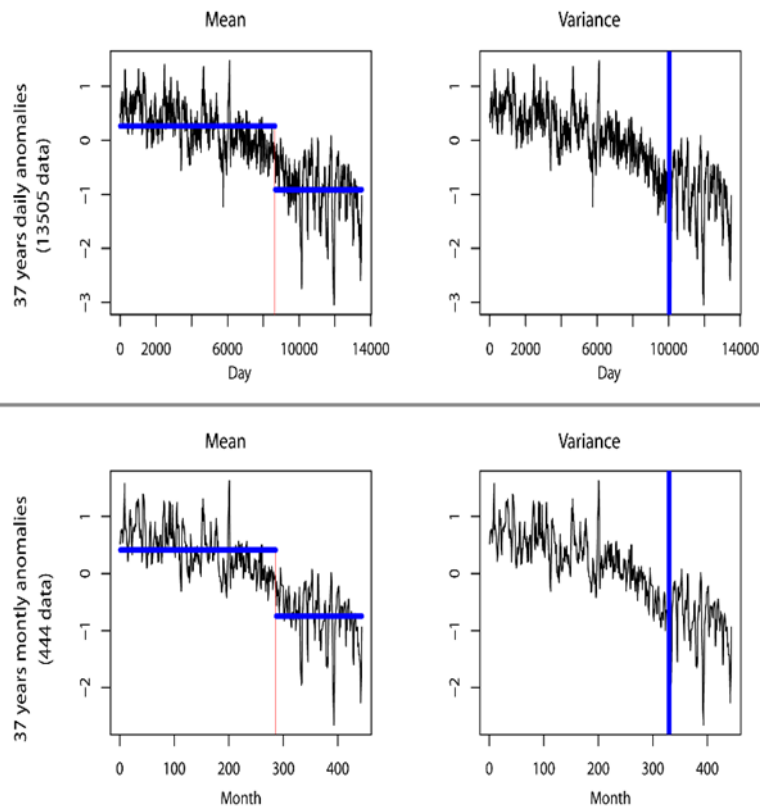 Mean
Variance
37 years daily anomalies
(13505 data)
1
0
−1
−2
−3
0 2000 6000 10000 14000
Day
1
0
−1
−2
−3
0 2000 6000 10000 14000
Day
Mean
Variance
37 years montly anomalies
(444 data)
1
0
−1
−2
0 100 200 300 400
Month
1
0
−1
−2
0 100 200 300 400
Month